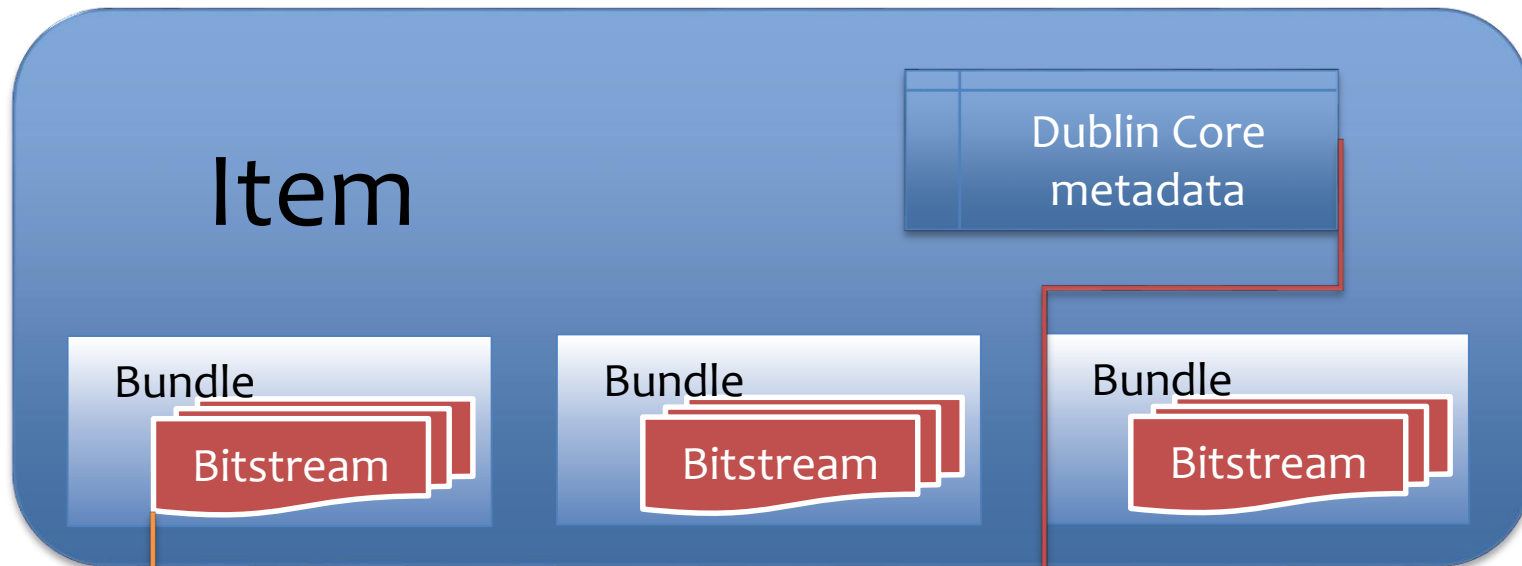 Dublin Core
metadata
Item
Bundle
Bundle
Bundle
Bitstream
Bitstream
Bitstream